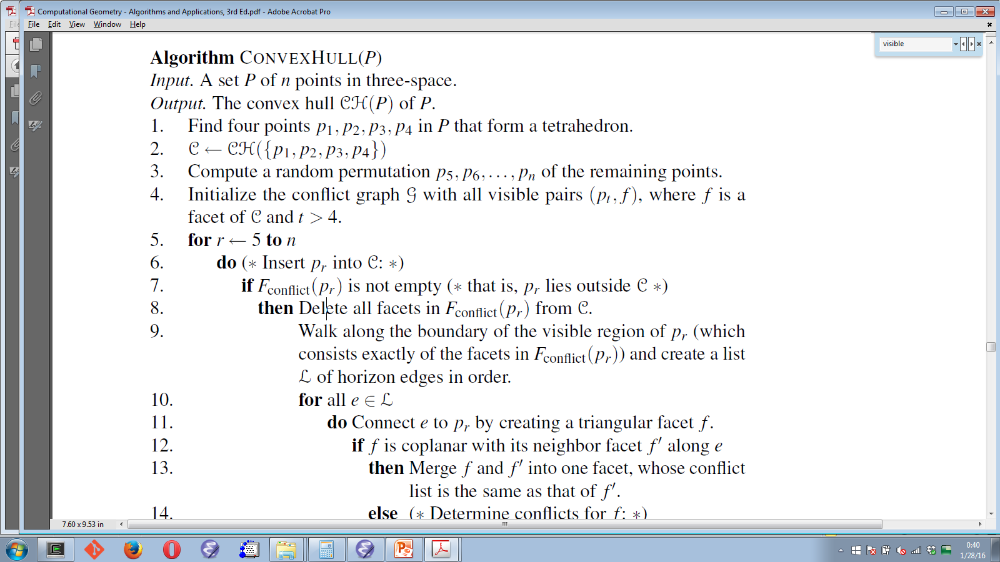 Computational Geometry - Algorithms and Applications, 3rd Ed.pdf - Adobe Acrobat Pro
File Edit View Window Help
visible
Algorithm CONVEXHULL(P)
Input. A set P of n points in three-space.
Output. The convex hull 𝒞ℋ(P) of P.
1. Find four points p₁, p₂, p₃, p₄ in P that form a tetrahedron.
2. 𝒞 ← 𝒞ℋ({p₁, p₂, p₃, p₄})
3. Compute a random permutation p₅, p₆, ..., pₙ of the remaining points.
4. Initialize the conflict graph 𝒢 with all visible pairs (pₜ, f), where f is a
facet of 𝒞 and t > 4.
5. for r ← 5 to n
6. do (∗ Insert pᵣ into 𝒞: ∗)
7. if F_conflict(pᵣ) is not empty (∗ that is, pᵣ lies outside 𝒞 ∗)
8. then Delete all facets in F_conflict(pᵣ) from 𝒞.
9. Walk along the boundary of the visible region of pᵣ (which
consists exactly of the facets in F_conflict(pᵣ)) and create a list
ℒ of horizon edges in order.
10. for all e ∈ ℒ
11. do Connect e to pᵣ by creating a triangular facet f.
12. if f is coplanar with its neighbor facet f′ along e
13. then Merge f and f′ into one facet, whose conflict
list is the same as that of f′.
14. else (∗ Determine conflicts for f: ∗)
7.60 x 9.53 in
0:40
1/28/16